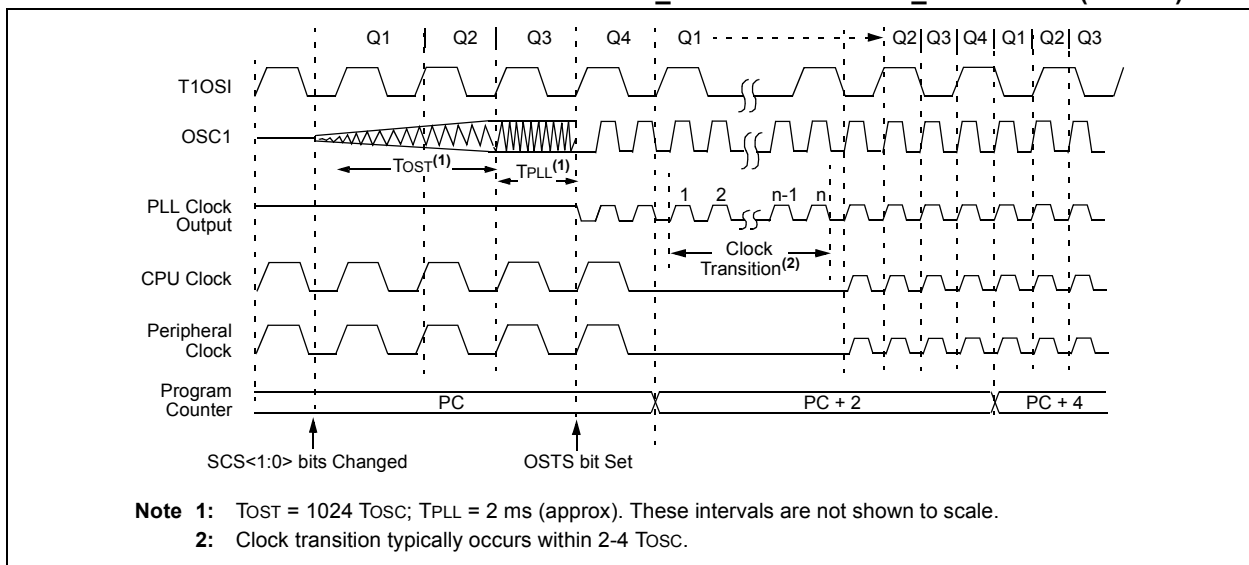 Q1 Q2 Q3 Q4 Q1 Q2 Q3 Q4 Q1 Q2 Q3
T1OSI
OSC1
TOST(1) TPLL(1)
1 2 n-1 n
PLL Clock
Output
Clock
Transition(2)
CPU Clock
Peripheral
Clock
Program
Counter
PC PC + 2 PC + 4
SCS<1:0> bits Changed OSTS bit Set
Note 1: TOST = 1024 TOSC; TPLL = 2 ms (approx). These intervals are not shown to scale.
2: Clock transition typically occurs within 2-4 TOSC.